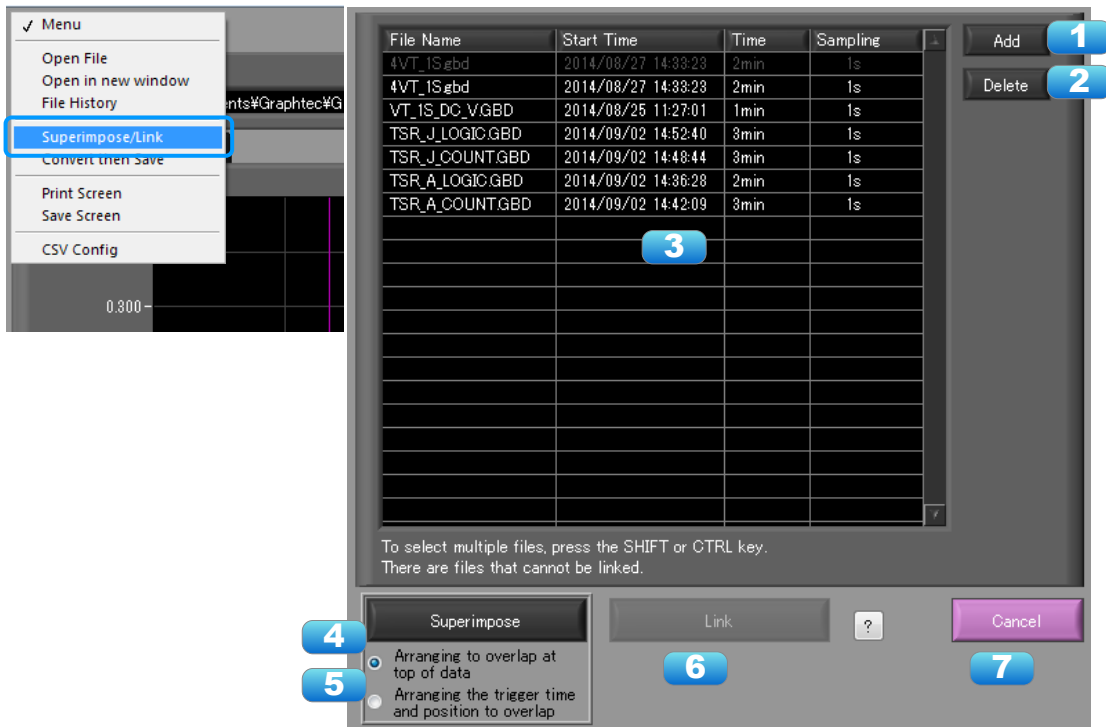 ✓ Menu
Open File
Open in new window
File History
Superimpose/Link
Convert then Save
Print Screen
Save Screen
CSV Config
ents¥Graphtec¥G
0.300
File Name Start Time Time Sampling
4VT_1S.gbd 2014/08/27 14:33:23 2min 1s
4VT_1S.gbd 2014/08/27 14:33:23 2min 1s
VT_1S_DC_V.GBD 2014/08/25 11:27:01 1min 1s
TSR_J_LOGIC.GBD 2014/09/02 14:52:40 3min 1s
TSR_J_COUNT.GBD 2014/09/02 14:48:44 3min 1s
TSR_A_LOGIC.GBD 2014/09/02 14:36:28 2min 1s
TSR_A_COUNT.GBD 2014/09/02 14:42:09 3min 1s
Add 1
Delete 2
3
To select multiple files, press the SHIFT or CTRL key.
There are files that cannot be linked.
4 Superimpose
5
Arranging to overlap at
top of data
Arranging the trigger time
and position to overlap
Link
6
?
Cancel
7